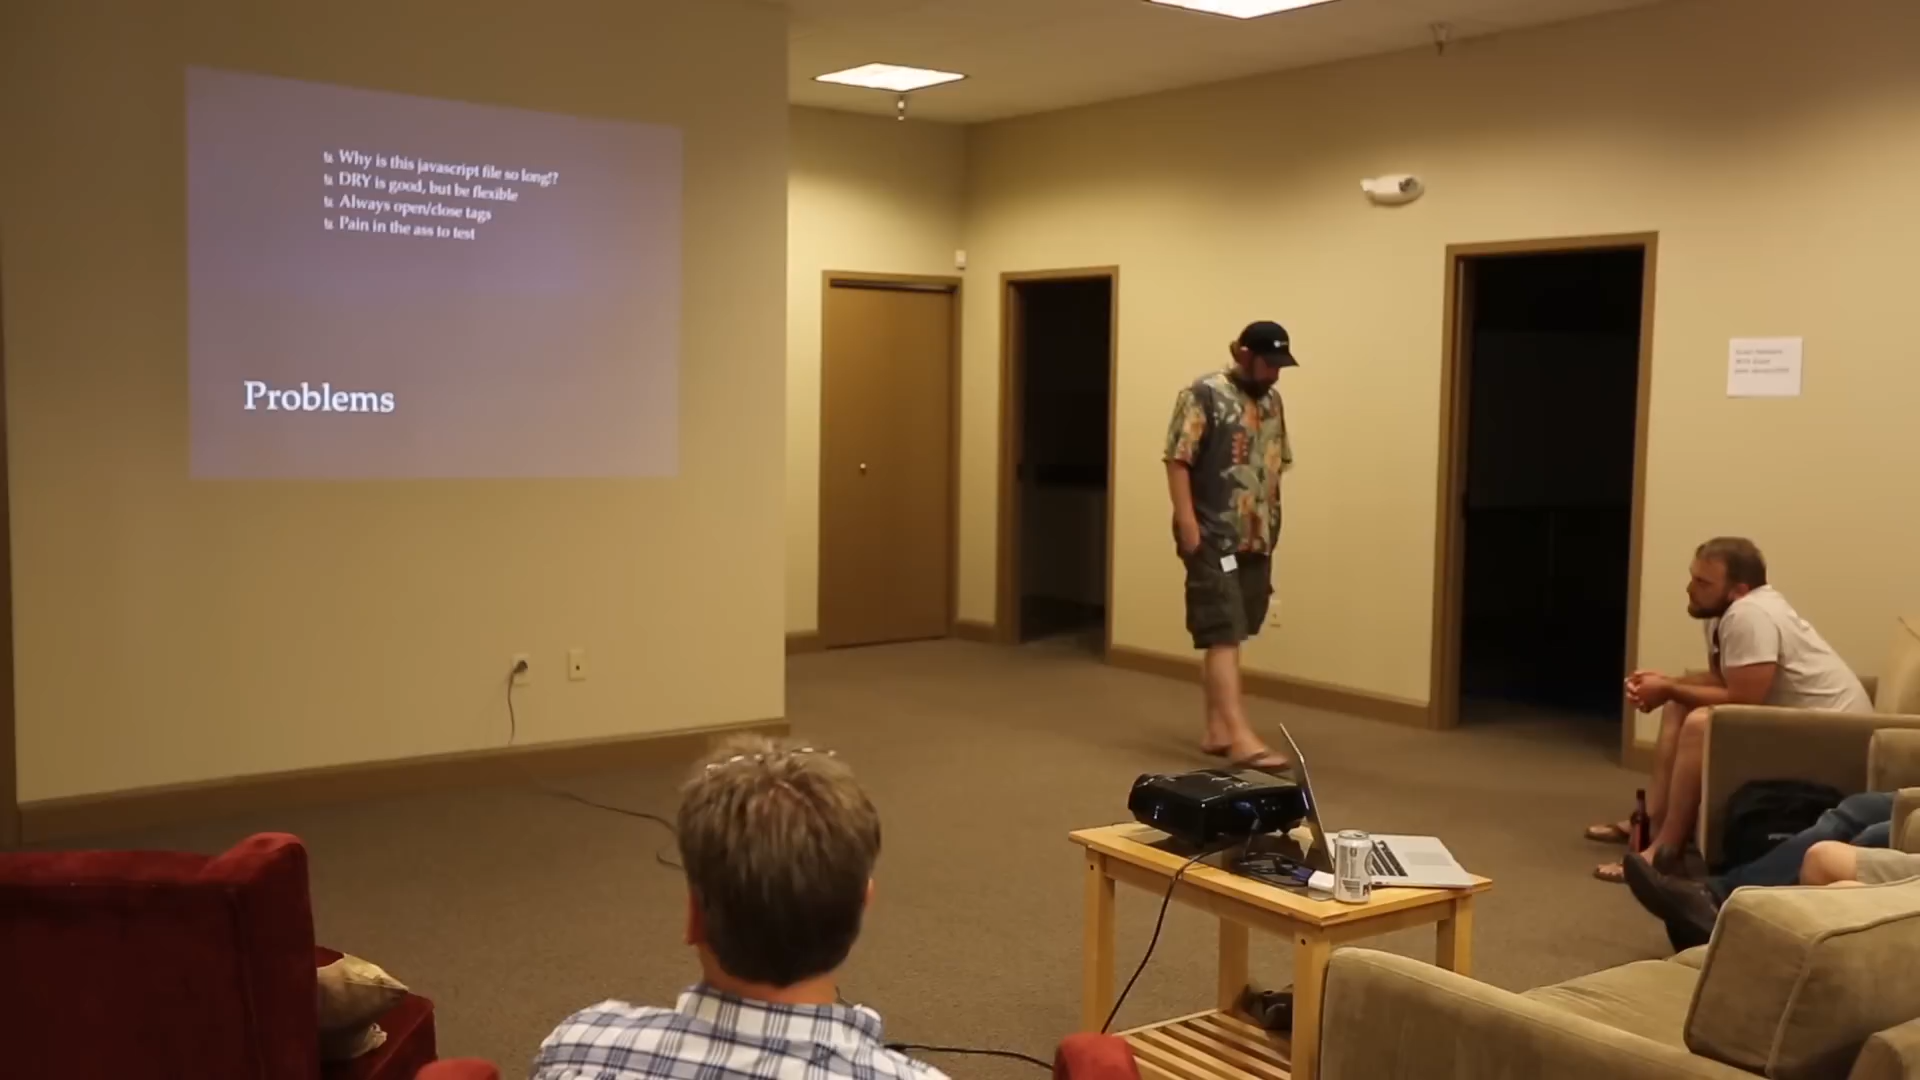 Why is this javascript file so long!?
DRY is good, but be flexible
Always open/close tags
Pain in the ass to test
Problems